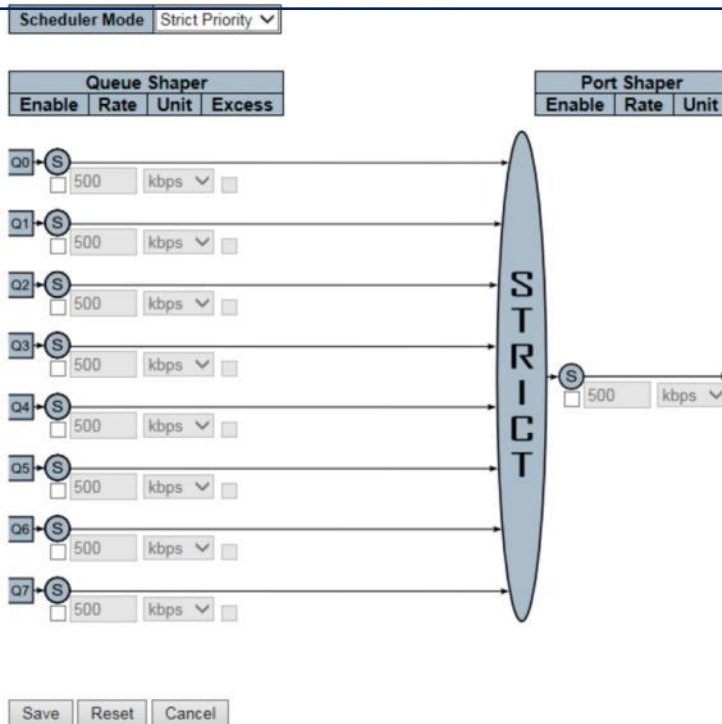 Scheduler Mode Strict Priority
Queue Shaper Port Shaper
Enable Rate Unit Excess Enable Rate Unit
Q0 S
500 kbps
Q1 S
500 kbps
Q2 S
500 kbps
Q3 S
500 kbps
Q4 S
500 kbps
Q5 S
500 kbps
Q6 S
500 kbps
Q7 S
500 kbps
STRICT
S
500 kbps
Save Reset Cancel